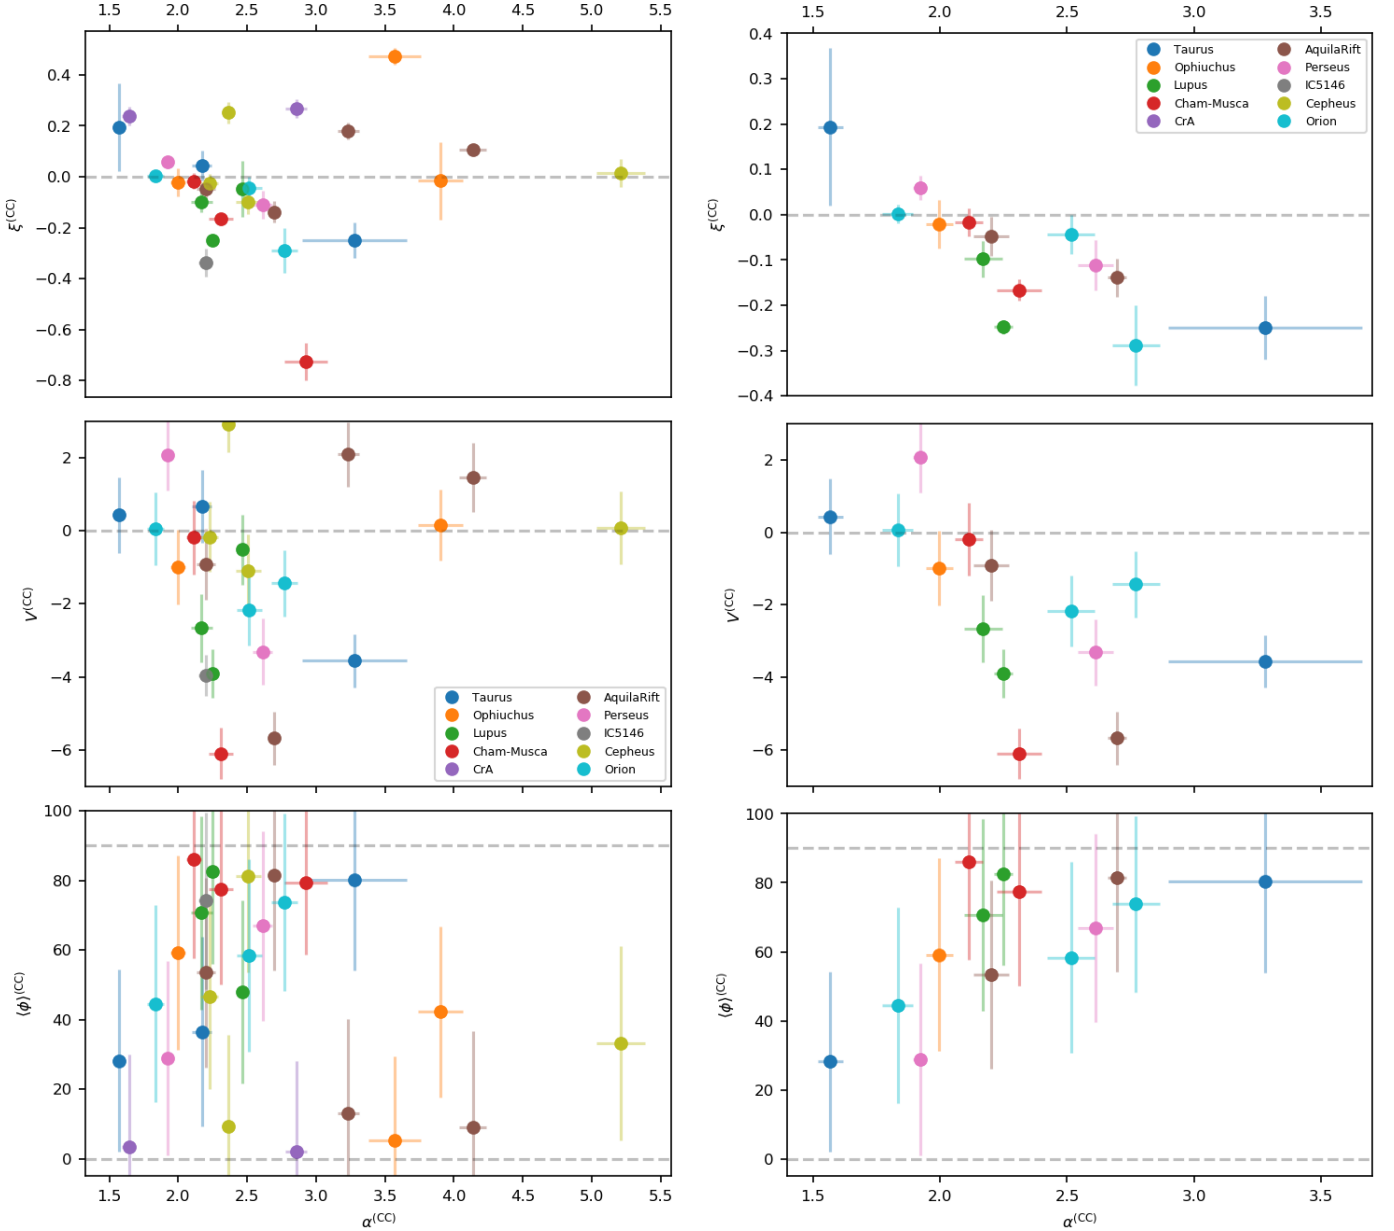 1.5 2.0 2.5 3.0 3.5 4.0 4.5 5.0 5.5
0.4
0.2
0.0
−0.2
−0.4
−0.6
−0.8
ξ(CC)
1.5 2.0 2.5 3.0 3.5
0.4
0.3
0.2
0.1
0.0
−0.1
−0.2
−0.3
−0.4
ξ(CC)
Taurus
Ophiuchus
Lupus
Cham-Musca
CrA
AquilaRift
Perseus
IC5146
Cepheus
Orion
2
0
−2
−4
−6
V(CC)
Taurus
Ophiuchus
Lupus
Cham-Musca
CrA
AquilaRift
Perseus
IC5146
Cepheus
Orion
2
0
−2
−4
−6
V(CC)
100
80
60
40
20
0
⟨ϕ⟩(CC)
1.5 2.0 2.5 3.0 3.5 4.0 4.5 5.0 5.5
α(CC)
100
80
60
40
20
0
⟨ϕ⟩(CC)
1.5 2.0 2.5 3.0 3.5
α(CC)